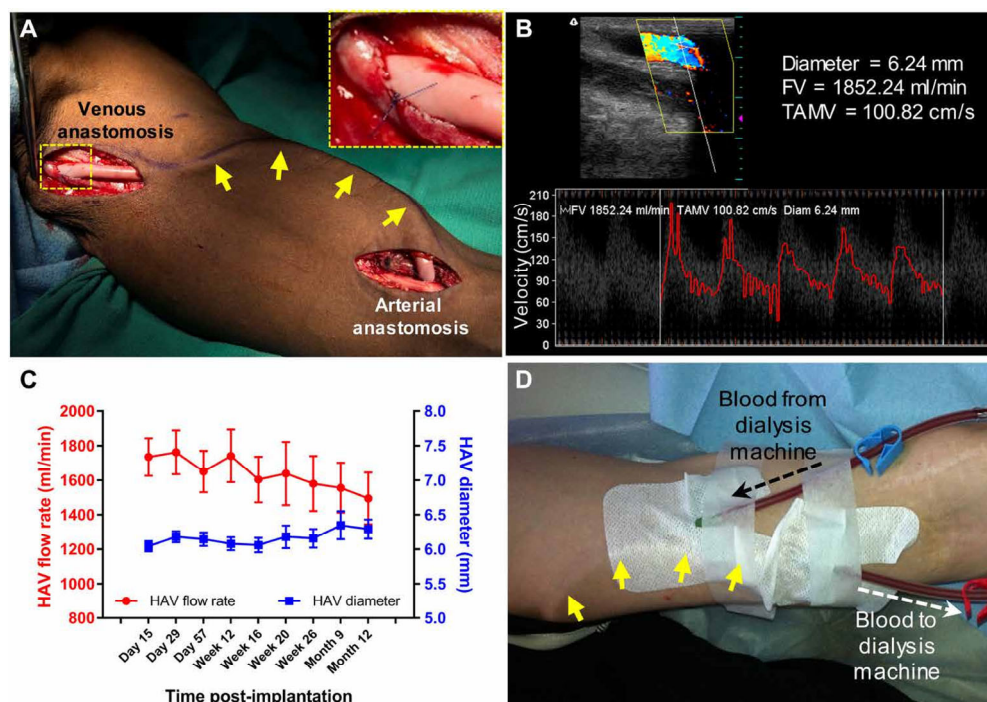 A
Venous
anastomosis
Arterial
anastomosis
B
Diameter = 6.24 mm
FV = 1852.24 ml/min
TAMV = 100.82 cm/s
FV 1852.24 ml/min TAMV 100.82 cm/s Diam 6.24 mm
Velocity (cm/s)
210
180
150
120
90
60
30
0
C
HAV flow rate (ml/min)
2000
1800
1600
1400
1200
1000
800
8.0
7.5
7.0
6.5
6.0
5.5
5.0
HAV diameter
(mm)
HAV flow rate
HAV diameter
Day 15
Day 29
Day 57
Week 12
Week 16
Week 20
Week 26
Month 9
Month 12
Time post-implantation
D
Blood from
dialysis
machine
Blood to
dialysis
machine